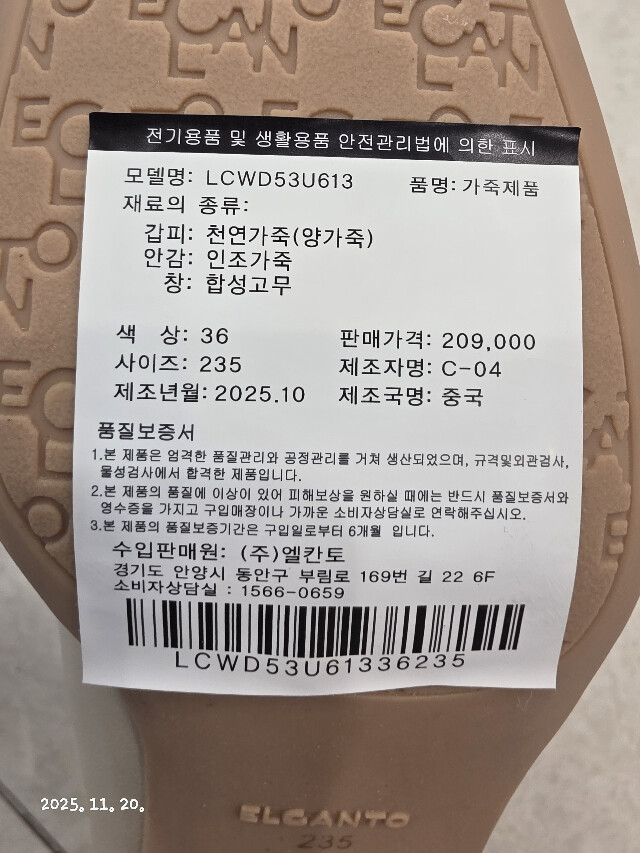 전기용품 및 생활용품 안전관리법에 의한 표시
모델명: LCWD53U613 품명: 가죽제품
재료의 종류:
갑피: 천연가죽(양가죽)
안감: 인조가죽
창: 합성고무
색 상: 36 판매가격: 209,000
사이즈: 235 제조자명: C-04
제조년월: 2025.10 제조국명: 중국
품질보증서
1.본 제품은 엄격한 품질관리와 공정관리를 거쳐 생산되었으며, 규격및외관검사,
물성검사에서 합격한 제품입니다.
2.본 제품의 품질에 이상이 있어 피해보상을 원하실 때에는 반드시 품질보증서와
영수증을 가지고 구입매장이나 가까운 소비자상담실로 연락해주십시오.
3.본 제품의 품질보증기간은 구입일로부터 6개월 입니다.
수입판매원: (주)엘칸토
경기도 안양시 동안구 부림로 169번 길 22 6F
소비자상담실 : 1566-0659
LCWD53U61336235
2025. 11. 20.
ELCANTO
235